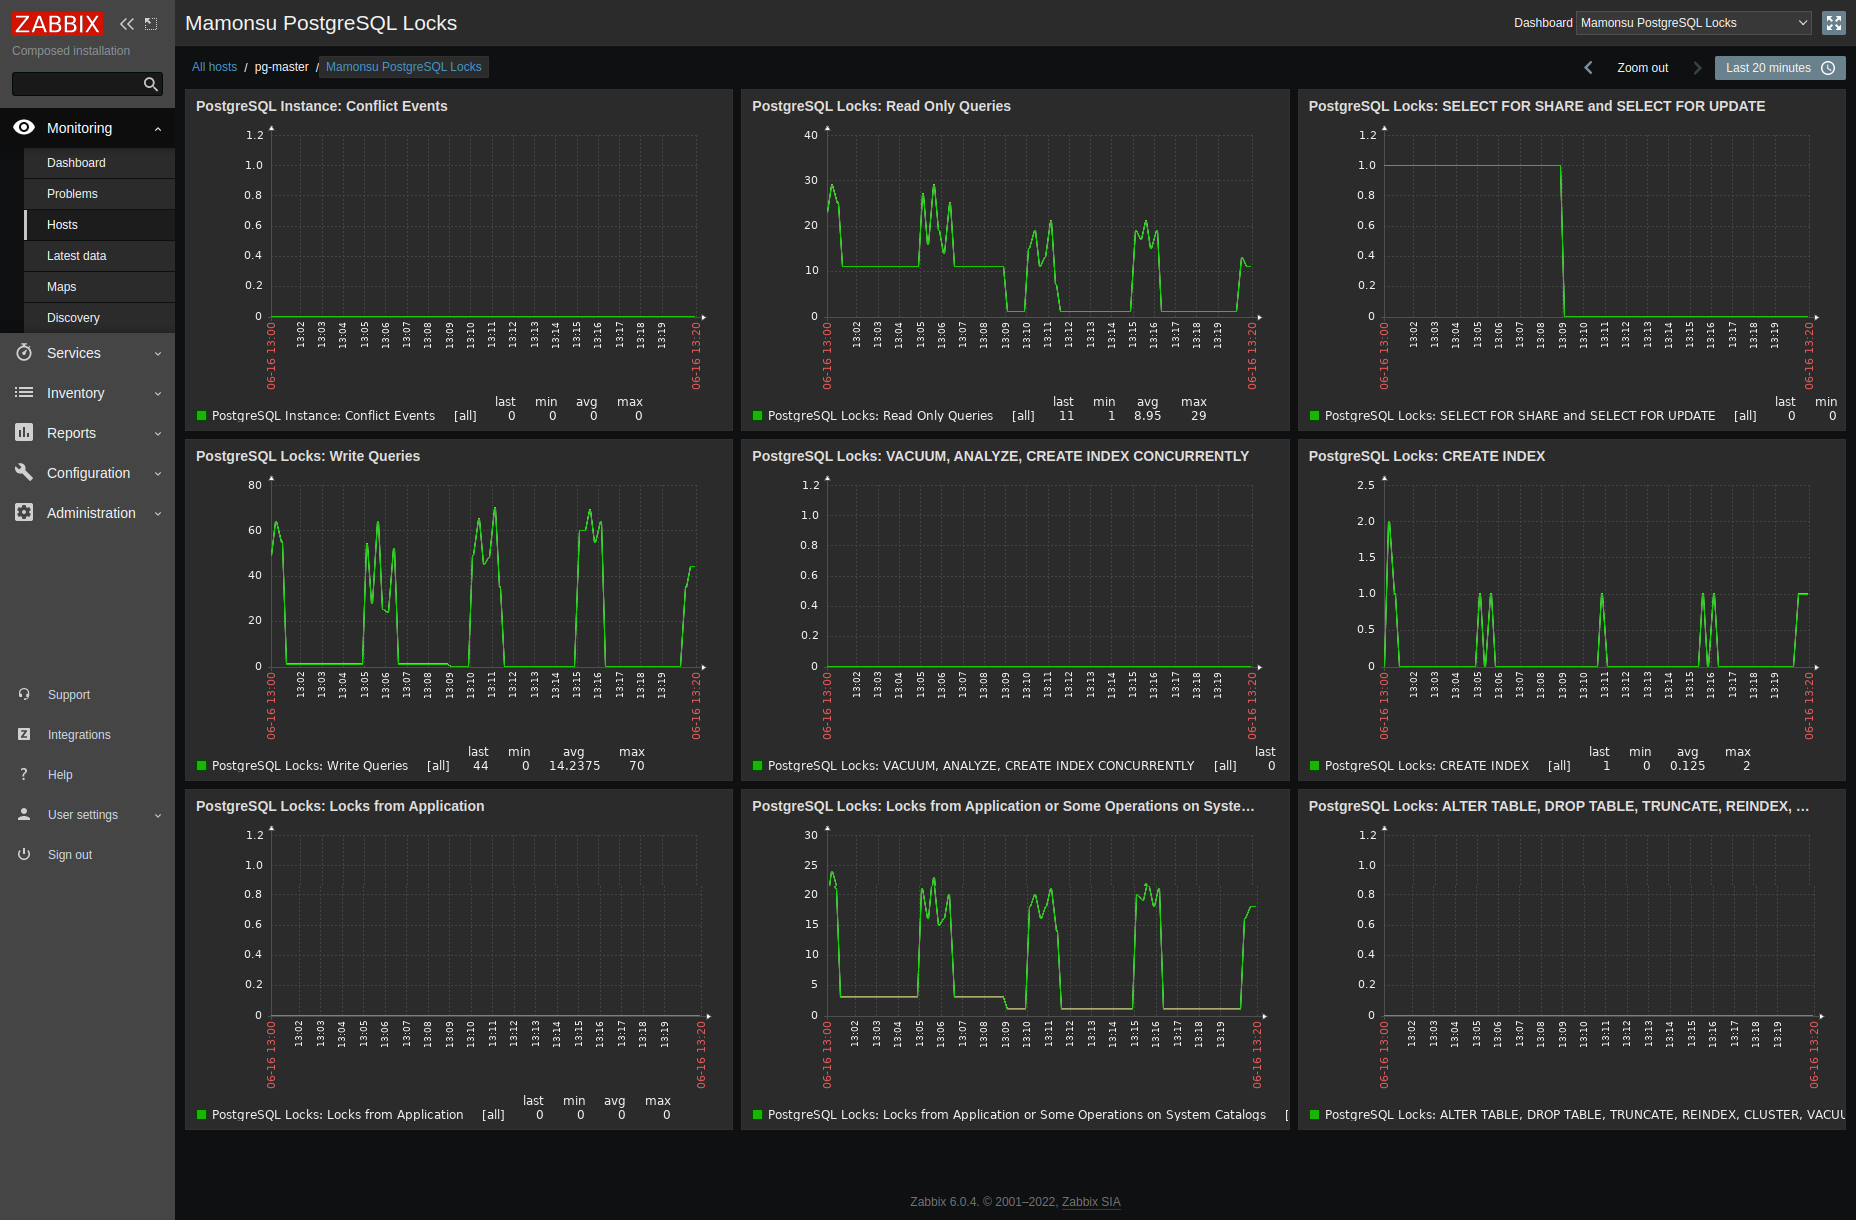 ZABBIX
Composed installation
Monitoring
Dashboard
Problems
Hosts
Latest data
Maps
Discovery
Services
Inventory
Reports
Configuration
Administration
Support
Integrations
Help
User settings
Sign out
Mamonsu PostgreSQL Locks
Dashboard Mamonsu PostgreSQL Locks
All hosts / pg-master / Mamonsu PostgreSQL Locks
Zoom out
Last 20 minutes
PostgreSQL Instance: Conflict Events
1.2
1.0
0.8
0.6
0.4
0.2
0
06-16 13:00 13:02 13:03 13:04 13:05 13:06 13:07 13:08 13:09 13:10 13:11 13:12 13:13 13:14 13:15 13:16 13:17 13:18 13:19 06-16 13:20
last min avg max
PostgreSQL Instance: Conflict Events [all] 0 0 0 0
PostgreSQL Locks: Read Only Queries
40
30
20
10
0
06-16 13:00 13:02 13:03 13:04 13:05 13:06 13:07 13:08 13:09 13:10 13:11 13:12 13:13 13:14 13:15 13:16 13:17 13:18 13:19 06-16 13:20
last min avg max
PostgreSQL Locks: Read Only Queries [all] 11 1 8.95 29
PostgreSQL Locks: SELECT FOR SHARE and SELECT FOR UPDATE
1.2
1.0
0.8
0.6
0.4
0.2
0
06-16 13:00 13:02 13:03 13:04 13:05 13:06 13:07 13:08 13:09 13:10 13:11 13:12 13:13 13:14 13:15 13:16 13:17 13:18 13:19 06-16 13:20
last min
PostgreSQL Locks: SELECT FOR SHARE and SELECT FOR UPDATE [all] 0 0
PostgreSQL Locks: Write Queries
80
60
40
20
0
06-16 13:00 13:02 13:03 13:04 13:05 13:06 13:07 13:08 13:09 13:10 13:11 13:12 13:13 13:14 13:15 13:16 13:17 13:18 13:19 06-16 13:20
last min avg max
PostgreSQL Locks: Write Queries [all] 44 0 14.2375 70
PostgreSQL Locks: VACUUM, ANALYZE, CREATE INDEX CONCURRENTLY
1.2
1.0
0.8
0.6
0.4
0.2
0
06-16 13:00 13:02 13:03 13:04 13:05 13:06 13:07 13:08 13:09 13:10 13:11 13:12 13:13 13:14 13:15 13:16 13:17 13:18 13:19 06-16 13:20
last
PostgreSQL Locks: VACUUM, ANALYZE, CREATE INDEX CONCURRENTLY [all] 0
PostgreSQL Locks: CREATE INDEX
2.5
2.0
1.5
1.0
0.5
0
06-16 13:00 13:02 13:03 13:04 13:05 13:06 13:07 13:08 13:09 13:10 13:11 13:12 13:13 13:14 13:15 13:16 13:17 13:18 13:19 06-16 13:20
last min avg max
PostgreSQL Locks: CREATE INDEX [all] 1 0 0.125 2
PostgreSQL Locks: Locks from Application
1.2
1.0
0.8
0.6
0.4
0.2
0
06-16 13:00 13:02 13:03 13:04 13:05 13:06 13:07 13:08 13:09 13:10 13:11 13:12 13:13 13:14 13:15 13:16 13:17 13:18 13:19 06-16 13:20
last min avg max
PostgreSQL Locks: Locks from Application [all] 0 0 0 0
PostgreSQL Locks: Locks from Application or Some Operations on Syste...
30
25
20
15
10
5
0
06-16 13:00 13:02 13:03 13:04 13:05 13:06 13:07 13:08 13:09 13:10 13:11 13:12 13:13 13:14 13:15 13:16 13:17 13:18 13:19 06-16 13:20
PostgreSQL Locks: Locks from Application or Some Operations on System Catalogs [
PostgreSQL Locks: ALTER TABLE, DROP TABLE, TRUNCATE, REINDEX, ...
1.2
1.0
0.8
0.6
0.4
0.2
0
06-16 13:00 13:02 13:03 13:04 13:05 13:06 13:07 13:08 13:09 13:10 13:11 13:12 13:13 13:14 13:15 13:16 13:17 13:18 13:19 06-16 13:20
PostgreSQL Locks: ALTER TABLE, DROP TABLE, TRUNCATE, REINDEX, CLUSTER, VACUU
Zabbix 6.0.4. © 2001–2022, Zabbix SIA